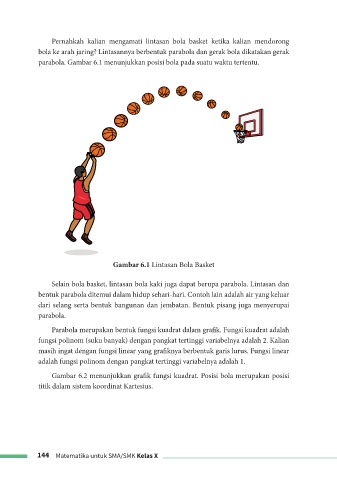 Pernahkah kalian mengamati lintasan bola basket ketika kalian mendorong
bola ke arah jaring? Lintasannya berbentuk parabola dan gerak bola dikatakan gerak
parabola. Gambar 6.1 menunjukkan posisi bola pada suatu waktu tertentu.
Gambar 6.1 Lintasan Bola Basket
Selain bola basket, lintasan bola kaki juga dapat berupa parabola. Lintasan dan
bentuk parabola ditemui dalam hidup sehari-hari. Contoh lain adalah air yang keluar
dari selang serta bentuk bangunan dan jembatan. Bentuk pisang juga menyerupai
parabola.
Parabola merupakan bentuk fungsi kuadrat dalam grafik. Fungsi kuadrat adalah
fungsi polinom (suku banyak) dengan pangkat tertinggi variabelnya adalah 2. Kalian
masih ingat dengan fungsi linear yang grafiknya berbentuk garis lurus. Fungsi linear
adalah fungsi polinom dengan pangkat tertinggi variabelnya adalah 1.
Gambar 6.2 menunjukkan grafik fungsi kuadrat. Posisi bola merupakan posisi
titik dalam sistem koordinat Kartesius.
144 Matematika untuk SMA/SMK Kelas X